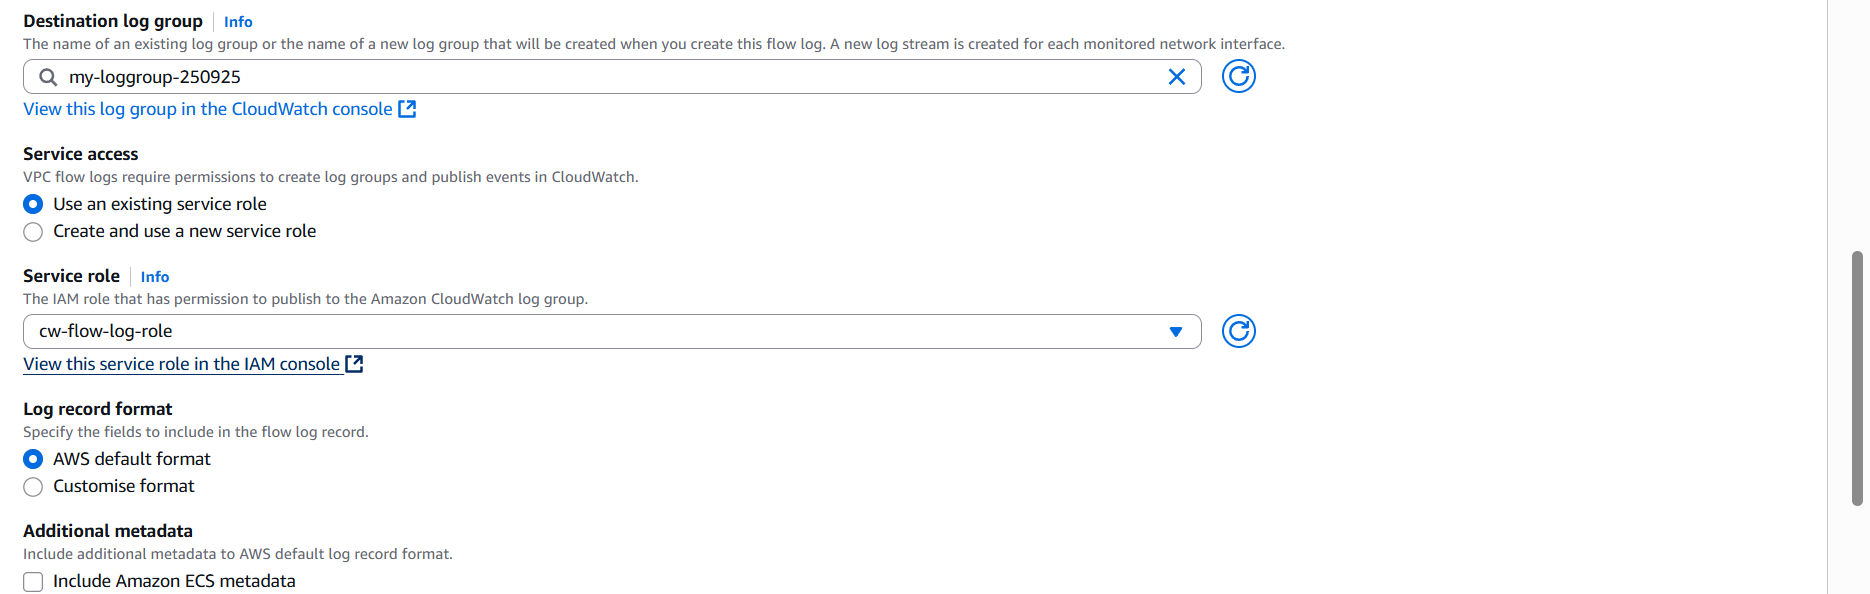 Destination log group Info
The name of an existing log group or the name of a new log group that will be created when you create this flow log. A new log stream is created for each monitored network interface.
my-loggroup-250925
View this log group in the CloudWatch console
Service access
VPC flow logs require permissions to create log groups and publish events in CloudWatch.
Use an existing service role
Create and use a new service role
Service role Info
The IAM role that has permission to publish to the Amazon CloudWatch log group.
cw-flow-log-role
View this service role in the IAM console
Log record format
Specify the fields to include in the flow log record.
AWS default format
Customise format
Additional metadata
Include additional metadata to AWS default log record format.
Include Amazon ECS metadata